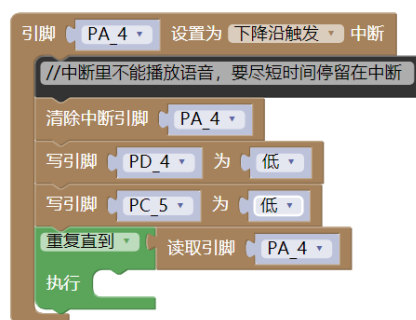 引脚 PA_4 设置为 下降沿触发 中断
//中断里不能播放语音，要尽短时间停留在中断
清除中断引脚 PA_4
写引脚 PD_4 为 低
写引脚 PC_5 为 低
重复直到 读取引脚 PA_4
执行